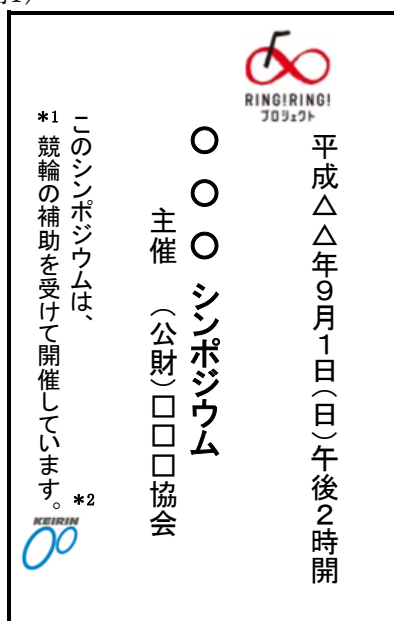 例1)
RING!RING!
プロジェクト
平成△△年9月1日(日)午後2時開
○○○シンポジウム
主催 (公財)□□□協会
このシンポジウムは、
*1 競輪の補助を受けて開催しています。*2
KEIRIN